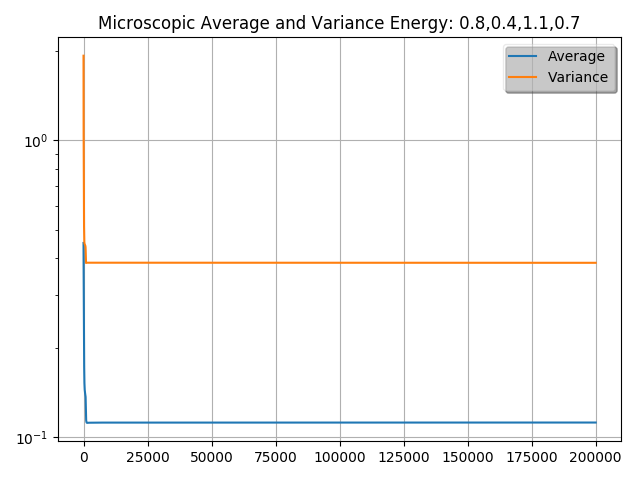 Microscopic Average and Variance Energy: 0.8,0.4,1.1,0.7
Average
Variance
10^0
10^-1
0 25000 50000 75000 100000 125000 150000 175000 200000